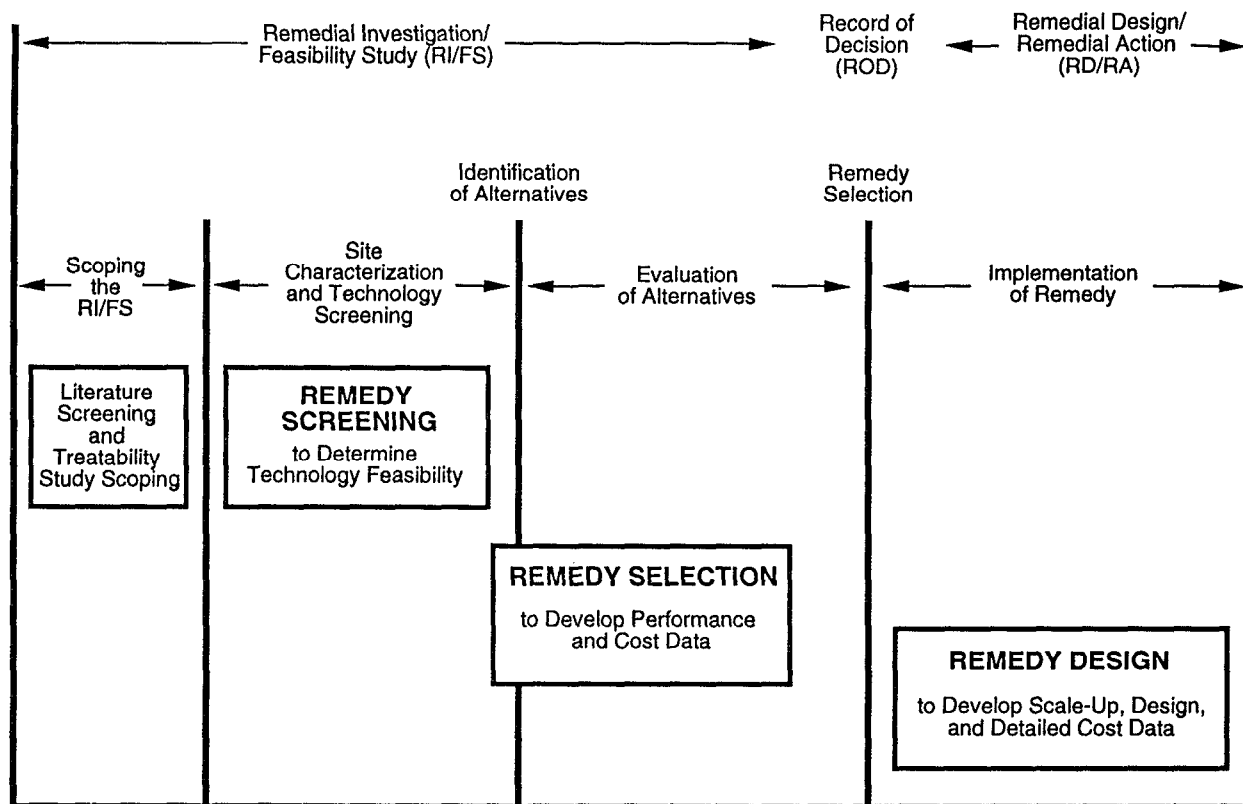 Remedial Investigation/
Feasibility Study (RI/FS)
Record of
Decision
(ROD)
Remedial Design/
Remedial Action
(RD/RA)
Identification
of Alternatives
Remedy
Selection
Scoping
the
RI/FS
Site
Characterization
and Technology
Screening
Evaluation
of Alternatives
Implementation
of Remedy
Literature
Screening
and
Treatability
Study Scoping
REMEDY
SCREENING
to Determine
Technology Feasibility
REMEDY SELECTION
to Develop Performance
and Cost Data
REMEDY DESIGN
to Develop Scale-Up, Design,
and Detailed Cost Data